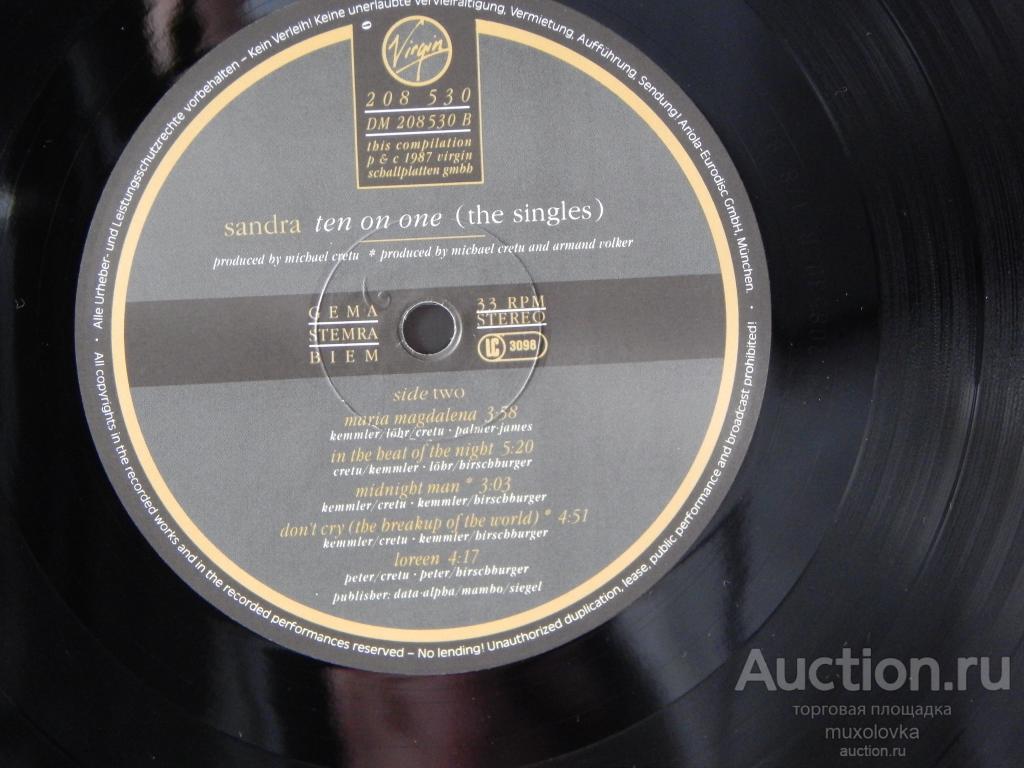 Alle Urheber- und Leistungsschutzrechte vorbehalten – Kein Verleih! Keine unerlaubte Vervielfältigung, Vermietung, Aufführung, Sendung! Ariola-Eurodisc GmbH, München.
Virgin
208 530
DM 208530 B
this compilation
p & c 1987 virgin
schallplatten gmbh
sandra ten on one (the singles)
produced by michael cretu * produced by michael cretu and armand volker
GEMA
STEMRA
BIEM
33 RPM
STEREO
LC 3098
side two
maria magdalena 3:58
kemmler/löhr/cretu · palmer-james
in the heat of the night 5:20
cretu/kemmler · löhr/hirschburger
midnight man * 3:03
kemmler/cretu · kemmler/hirschburger
don't cry (the breakup of the world) * 4:51
kemmler/cretu · kemmler/hirschburger
loreen 4:17
peter/cretu · peter/hirschburger
publisher: data-alpha/mambo/siegel
All copyrights in the recorded works and in the recorded performances reserved – No lending! Unauthorized duplication, lease, public performance and broadcast prohibited!
Auction.ru
торговая площадка
muxolovka
auction.ru